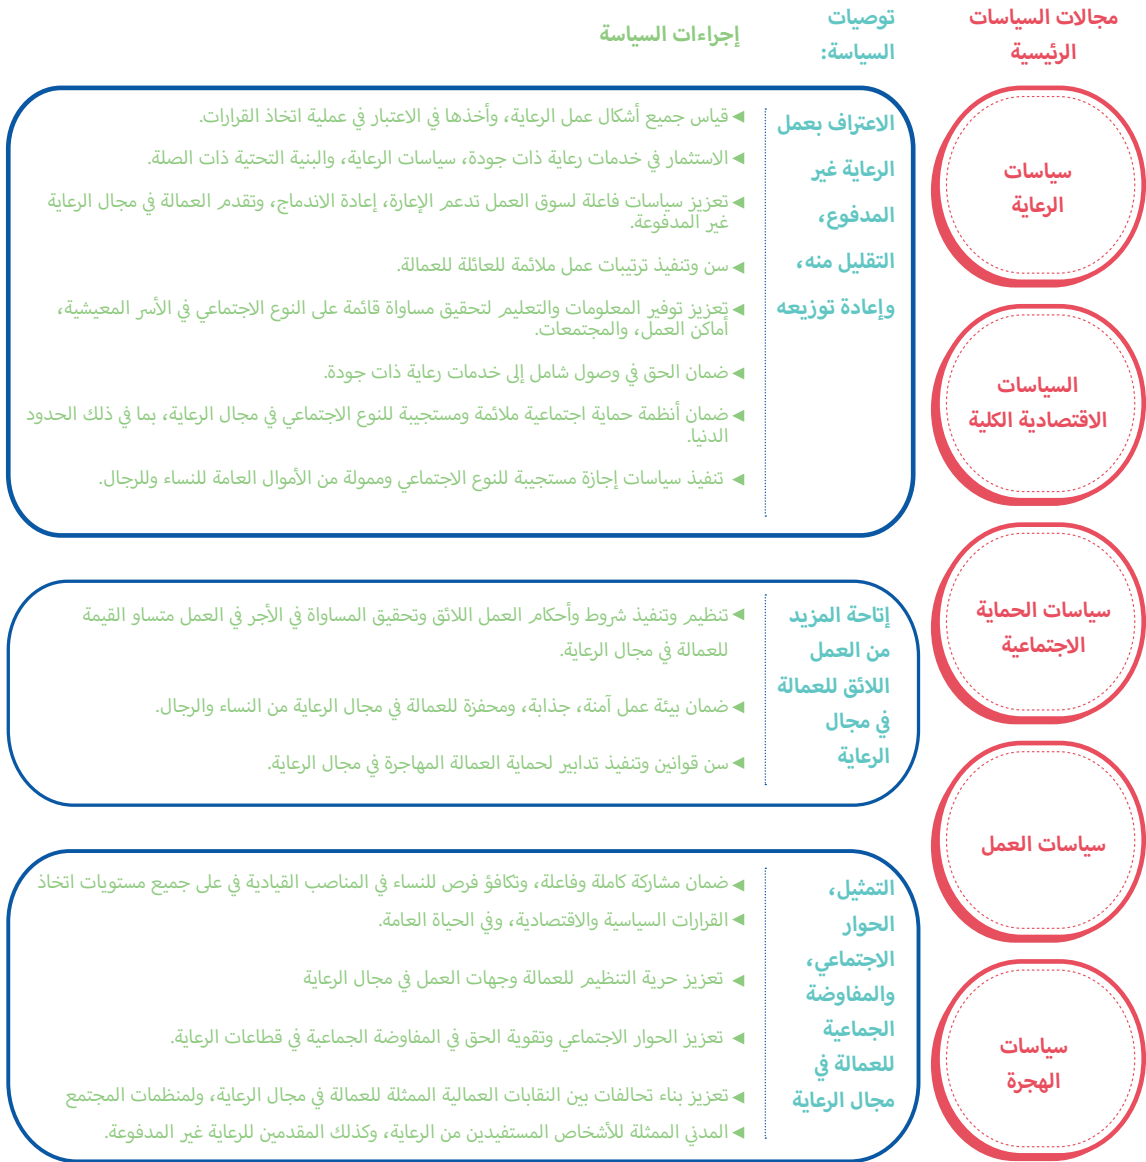 مجالات السياسات
الرئيسية
توصيات
السياسة:
إجراءات السياسة
سياسات
الرعاية
السياسات
الاقتصادية الكلية
سياسات الحماية
الاجتماعية
سياسات العمل
سياسات
الهجرة
الاعتراف بعمل
الرعاية غير
المدفوع،
التقليل منه،
وإعادة توزيعه
◀ قياس جميع أشكال عمل الرعاية، وأخذها في الاعتبار في عملية اتخاذ القرارات.
◀ الاستثمار في خدمات رعاية ذات جودة، سياسات الرعاية، والبنية التحتية ذات الصلة.
◀ تعزيز سياسات فاعلة لسوق العمل تدعم الإعارة، إعادة الاندماج، وتقدم العمالة في مجال الرعاية
غير المدفوعة.
◀ سن وتنفيذ ترتيبات عمل ملائمة للعائلة للعمالة.
◀ تعزيز توفير المعلومات والتعليم لتحقيق مساواة قائمة على النوع الاجتماعي في الأسر المعيشية،
أماكن العمل، والمجتمعات.
◀ ضمان الحق في وصول شامل إلى خدمات رعاية ذات جودة.
◀ ضمان أنظمة حماية اجتماعية ملائمة ومستجيبة للنوع الاجتماعي في مجال الرعاية، بما في ذلك الحدود
الدنيا.
◀ تنفيذ سياسات إجازة مستجيبة للنوع الاجتماعي وممولة من الأموال العامة للنساء وللرجال.
إتاحة المزيد
من العمل
اللائق للعمالة
في مجال
الرعاية
◀ تنظيم وتنفيذ شروط وأحكام العمل اللائق وتحقيق المساواة في الأجر في العمل متساو القيمة
للعمالة في مجال الرعاية.
◀ ضمان بيئة عمل آمنة، جذابة، ومحفزة للعمالة في مجال الرعاية من النساء والرجال.
◀ سن قوانين وتنفيذ تدابير لحماية العمالة المهاجرة في مجال الرعاية.
التمثيل،
الحوار
الاجتماعي،
والمفاوضة
الجماعية
للعمالة في
مجال الرعاية
◀ ضمان مشاركة كاملة وفاعلة، وتكافؤ فرص للنساء في المناصب القيادية في على جميع مستويات اتخاذ
◀ القرارات السياسية والاقتصادية، وفي الحياة العامة.
◀ تعزيز حرية التنظيم للعمالة وجهات العمل في مجال الرعاية
◀ تعزيز الحوار الاجتماعي وتقوية الحق في المفاوضة الجماعية في قطاعات الرعاية.
◀ تعزيز بناء تحالفات بين النقابات العمالية الممثلة للعمالة في مجال الرعاية، ولمنظمات المجتمع
◀ المدني الممثلة للأشخاص المستفيدين من الرعاية، وكذلك المقدمين للرعاية غير المدفوعة.